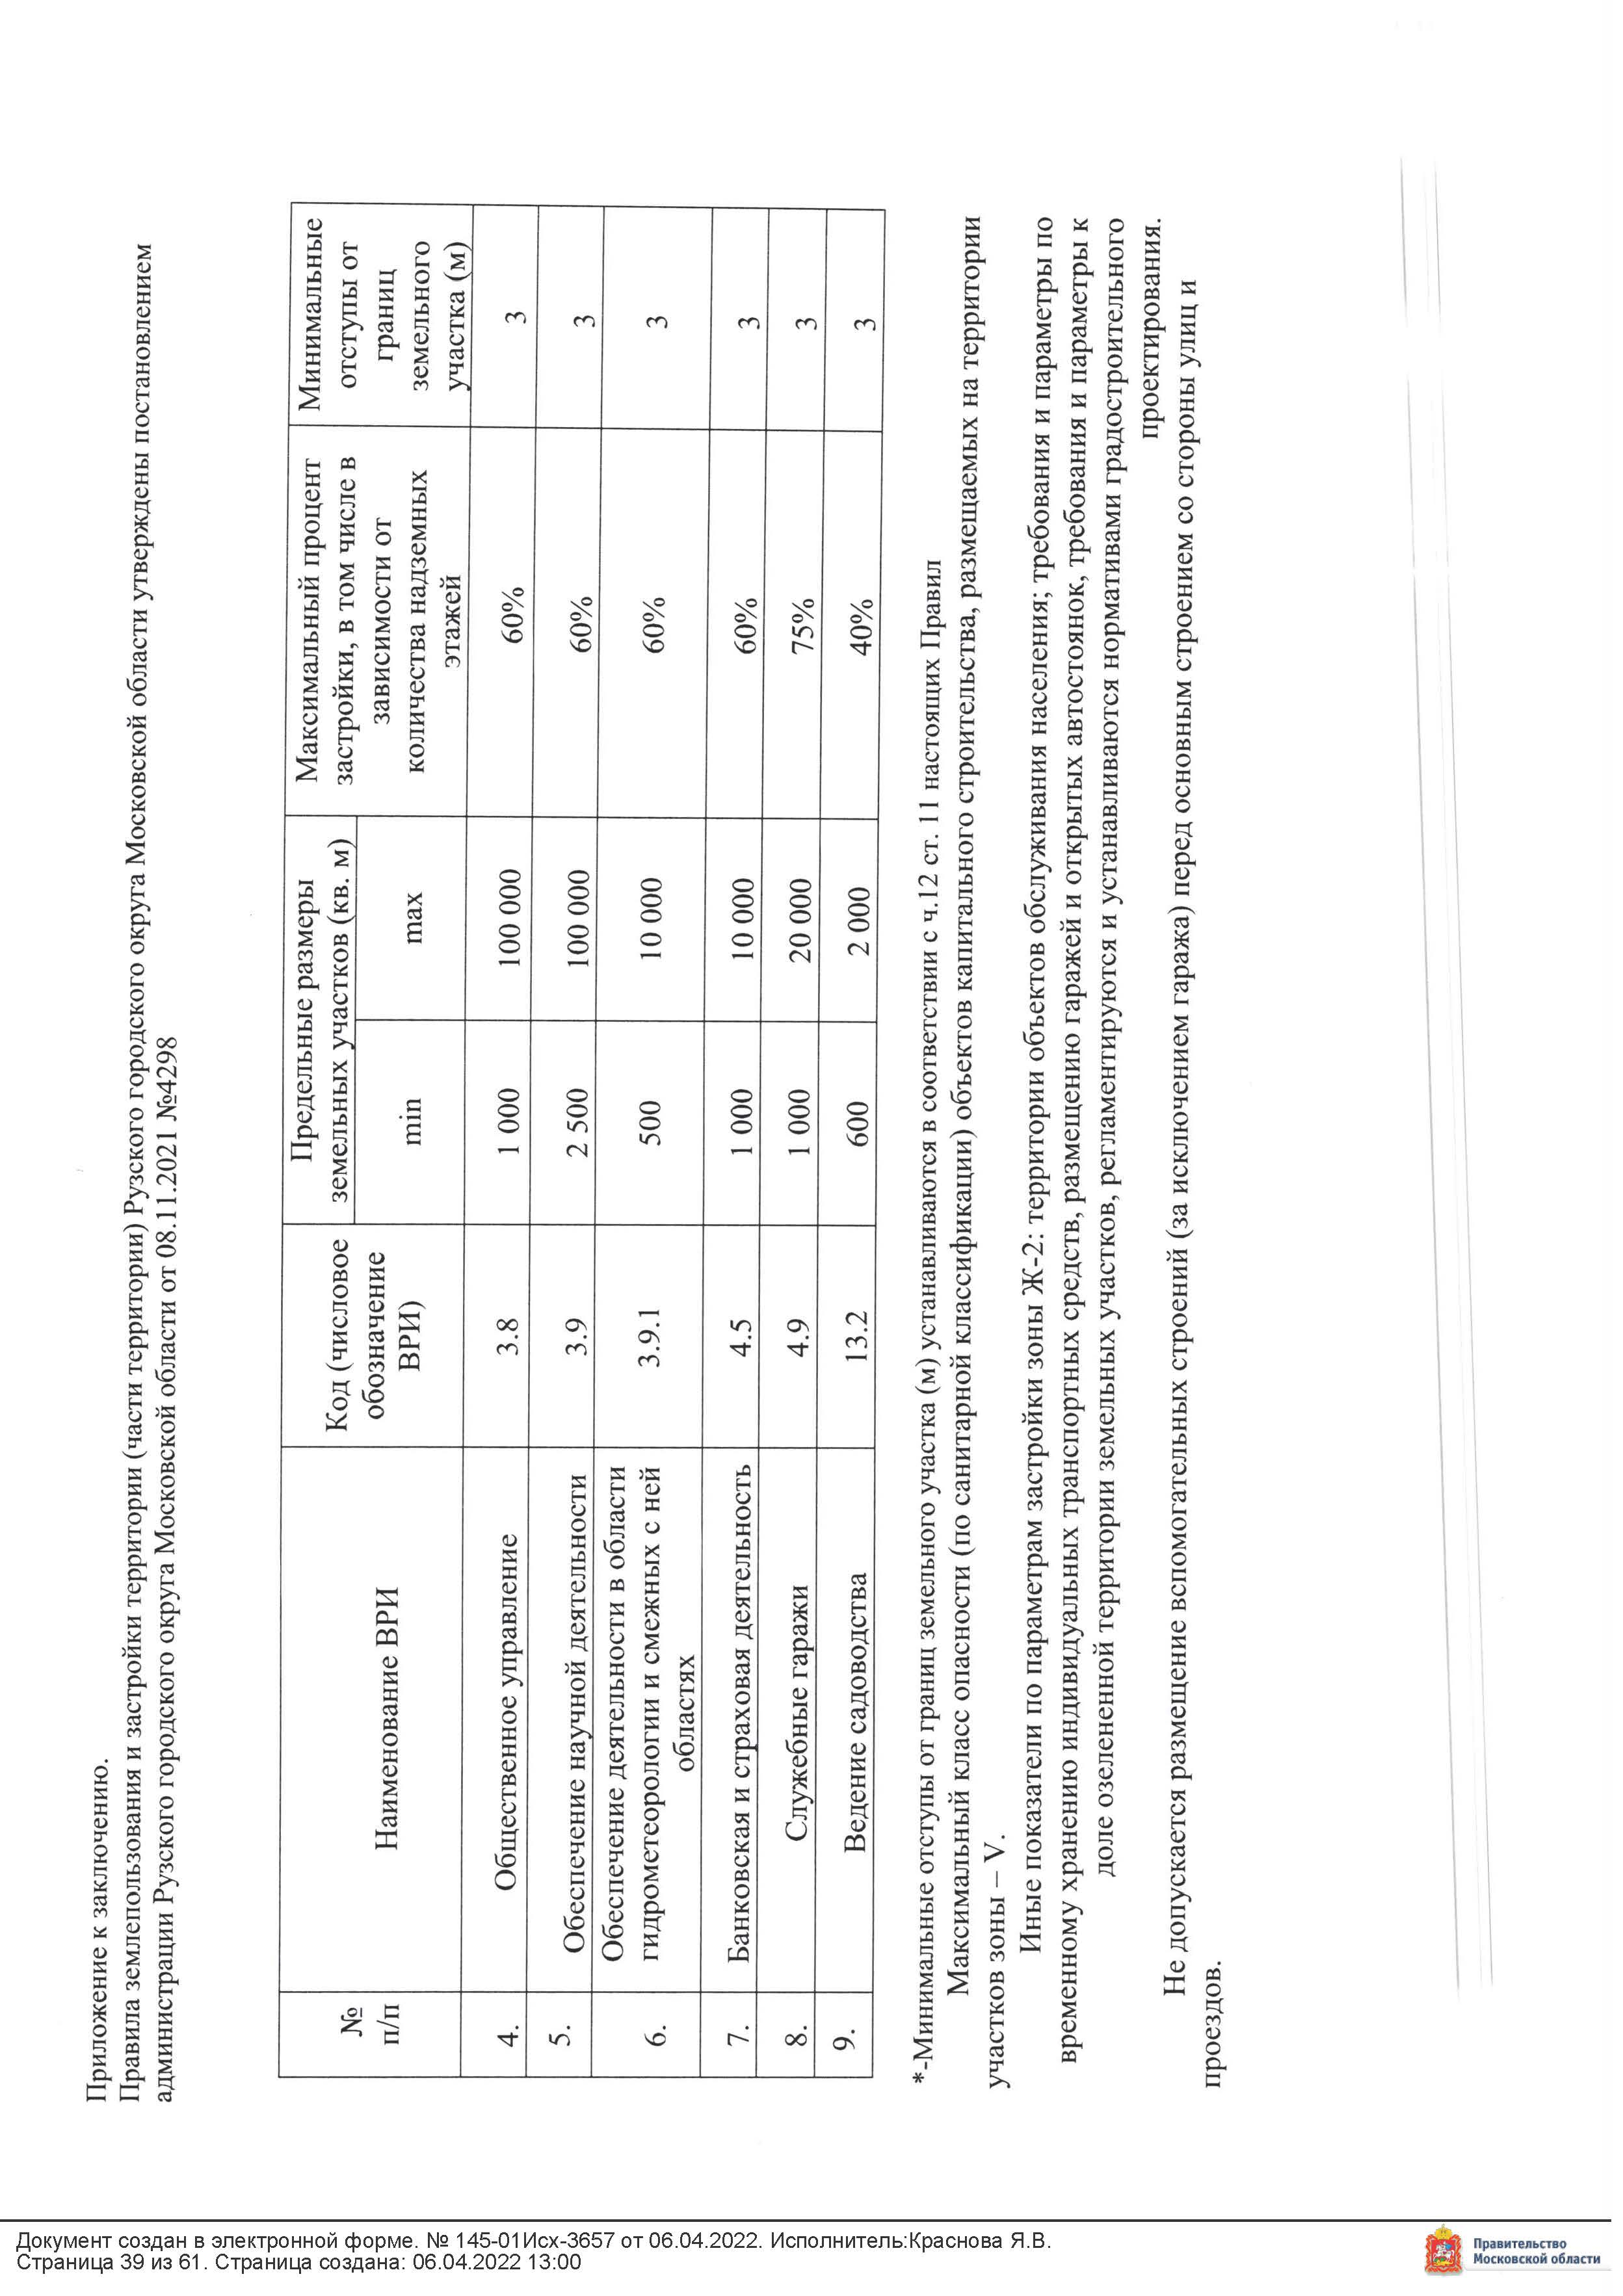 Приложение к заключению.
Правила землепользования и застройки территории (части территории) Рузского городского округа Московской области утверждены постановлением
администрации Рузского городского округа Московской области от 08.11.2021 №4298
№ п/п
Наименование ВРИ
Код (числовое
обозначение
ВРИ)
Предельные размеры
земельных участков (кв. м)
min
max
Максимальный процент
застройки, в том числе в
зависимости от
количества надземных
этажей
Минимальные
отступы от
границ
земельного
участка (м)
4. Общественное управление 3.8 1 000 100 000 60% 3
5. Обеспечение научной деятельности 3.9 2 500 100 000 60% 3
6. Обеспечение деятельности в области
гидрометеорологии и смежных с ней
областях
3.9.1 500 10 000 60% 3
7. Банковская и страховая деятельность 4.5 1 000 10 000 60% 3
8. Служебные гаражи 4.9 1 000 20 000 75% 3
9. Ведение садоводства 13.2 600 2 000 40% 3
*-Минимальные отступы от границ земельного участка (м) устанавливаются в соответствии с ч.12 ст. 11 настоящих Правил
Максимальный класс опасности (по санитарной классификации) объектов капитального строительства, размещаемых на территории
участков зоны – V.
Иные показатели по параметрам застройки зоны Ж-2: территории объектов обслуживания населения; требования и параметры по
временному хранению индивидуальных транспортных средств, размещению гаражей и открытых автостоянок, требования и параметры к
доле озелененной территории земельных участков, регламентируются и устанавливаются нормативами градостроительного
проектирования.
Не допускается размещение вспомогательных строений (за исключением гаража) перед основным строением со стороны улиц и
проездов.
Документ создан в электронной форме. № 145-01Исх-3657 от 06.04.2022. Исполнитель:Краснова Я.В.
Страница 39 из 61. Страница создана: 06.04.2022 13:00
Правительство
Московской области